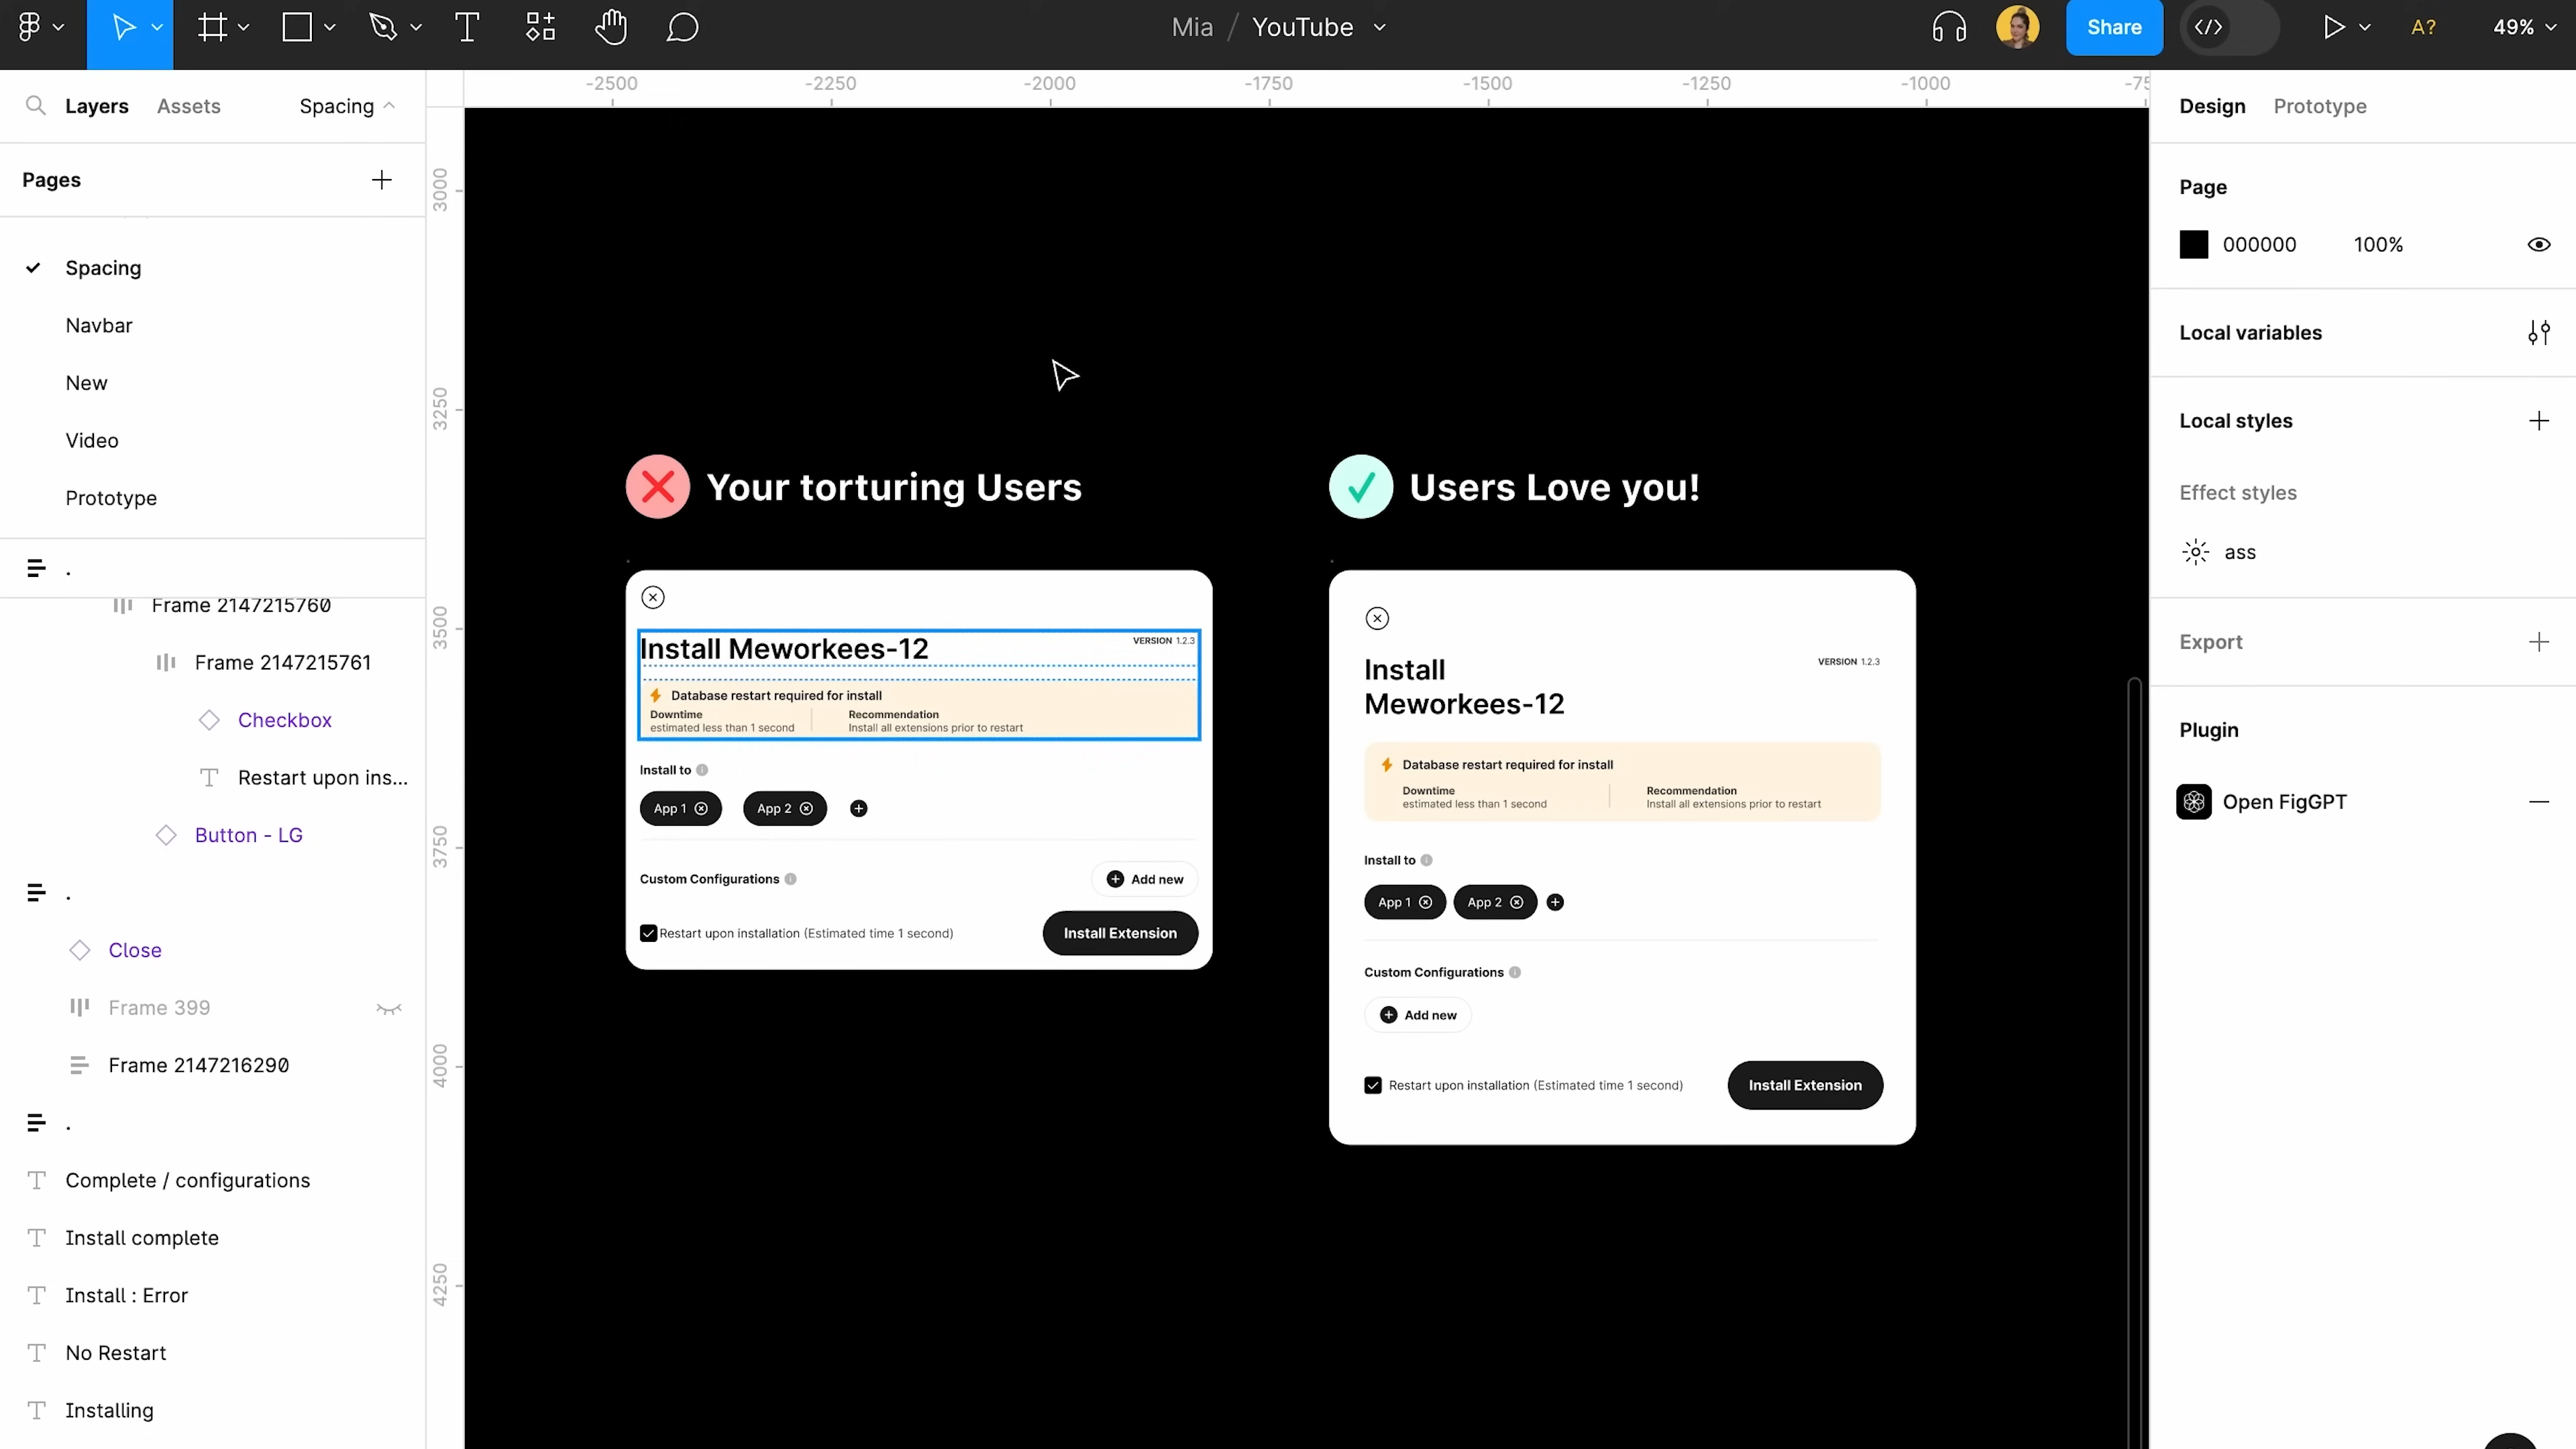 Mia / YouTube
Share
A?
49%
Layers
Assets
Spacing
Pages
Spacing
Navbar
New
Video
Prototype
.
Frame 2147215760
Frame 2147215761
Checkbox
Restart upon ins...
Button - LG
.
Close
Frame 399
Frame 2147216290
.
Complete / configurations
Install complete
Install : Error
No Restart
Installing
-2500
-2250
-2000
-1750
-1500
-1250
-1000
-75
3000
3250
3500
3750
4000
4250
Your torturing Users
Install Meworkees-12
VERSION 1.2.3
Database restart required for install
Downtime
estimated less than 1 second
Recommendation
Install all extensions prior to restart
Install to
App 1
App 2
Custom Configurations
Add new
Restart upon installation (Estimated time 1 second)
Install Extension
Users Love you!
Install
Meworkees-12
VERSION 1.2.3
Database restart required for install
Downtime
estimated less than 1 second
Recommendation
Install all extensions prior to restart
Install to
App 1
App 2
Custom Configurations
Add new
Restart upon installation (Estimated time 1 second)
Install Extension
Design
Prototype
Page
000000
100%
Local variables
Local styles
Effect styles
ass
Export
Plugin
Open FigGPT